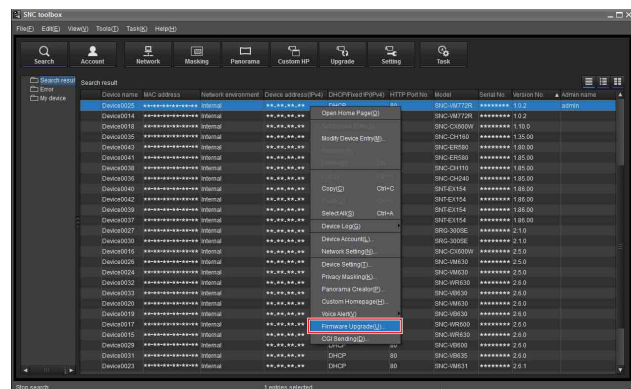 SNC toolbox
File(F) Edit(E) View(V) Tools(T) Task(K) Help(H)
Search Account Network Masking Panorama Custom HP Upgrade Setting Task
Search result
Error
My device
Search result
Device name MAC address Network environment Device address(IPv4) DHCP/Fixed IP(IPv4) HTTP Port No. Model Serial No. Version No. Admin name
Device0025 **-**-**-**-**-** Internal **.**.**.** DHCP 80 SNC-VM772R ******** 1.0.2 admin
Device0014 **-**-**-**-**-** Internal **.**.**.** SNC-VM772R ******** 1.0.2
Device0018 **-**-**-**-**-** Internal **.**.**.** SNC-CX600W ******** 1.10.0
Device0035 **-**-**-**-**-** Internal **.**.**.** SNC-CH160 ******** 1.35.00
Device0043 **-**-**-**-**-** Internal **.**.**.** SNC-ER580 ******** 1.80.00
Device0041 **-**-**-**-**-** Internal **.**.**.** SNC-ER580 ******** 1.85.00
Device0038 **-**-**-**-**-** Internal **.**.**.** SNC-CH110 ******** 1.85.00
Device0036 **-**-**-**-**-** Internal **.**.**.** SNC-CH240 ******** 1.85.00
Device0040 **-**-**-**-**-** Internal **.**.**.** SNT-EX154 ******** 1.86.00
Device0042 **-**-**-**-**-** Internal **.**.**.** SNT-EX154 ******** 1.86.00
Device0039 **-**-**-**-**-** Internal **.**.**.** SNT-EX154 ******** 1.86.00
Device0037 **-**-**-**-**-** Internal **.**.**.** SNT-EX154 ******** 1.86.00
Device0027 **-**-**-**-**-** Internal **.**.**.** SRG-300SE ******** 2.1.0
Device0030 **-**-**-**-**-** Internal **.**.**.** SRG-300SE ******** 2.1.0
Device0016 **-**-**-**-**-** Internal **.**.**.** SNC-CX600W ******** 2.5.0
Device0026 **-**-**-**-**-** Internal **.**.**.** SNC-VM630 ******** 2.5.0
Device0024 **-**-**-**-**-** Internal **.**.**.** SNC-VM630 ******** 2.5.0
Device0032 **-**-**-**-**-** Internal **.**.**.** SNC-WR630 ******** 2.6.0
Device0033 **-**-**-**-**-** Internal **.**.**.** SNC-VB630 ******** 2.6.0
Device0020 **-**-**-**-**-** Internal **.**.**.** SNC-VM630 ******** 2.6.0
Device0019 **-**-**-**-**-** Internal **.**.**.** SNC-VB630 ******** 2.6.0
Device0017 **-**-**-**-**-** Internal **.**.**.** SNC-WR600 ******** 2.6.0
Device0015 **-**-**-**-**-** Internal **.**.**.** SNC-WR630 ******** 2.6.0
Device0029 **-**-**-**-**-** Internal **.**.**.** SNC-VB600 ******** 2.6.0
Device0031 **-**-**-**-**-** Internal **.**.**.** DHCP 80 SNC-VB635 ******** 2.6.0
Device0023 **-**-**-**-**-** Internal **.**.**.** DHCP 80 SNC-VM631 ******** 2.6.1
Open Home Page(O)
Modify Device Entry(M)...
Copy(C) Ctrl+C
SelectAll(S) Ctrl+A
Device Log(G)
Device Account(L)...
Network Setting(N)...
Device Setting(T)...
Privacy Masking(K)...
Panorama Creator(P)...
Custom Homepage(H)...
Voice Alert(V)
Firmware Upgrade(U)...
CGI Sending(D)...
Stop search 1 entries selected